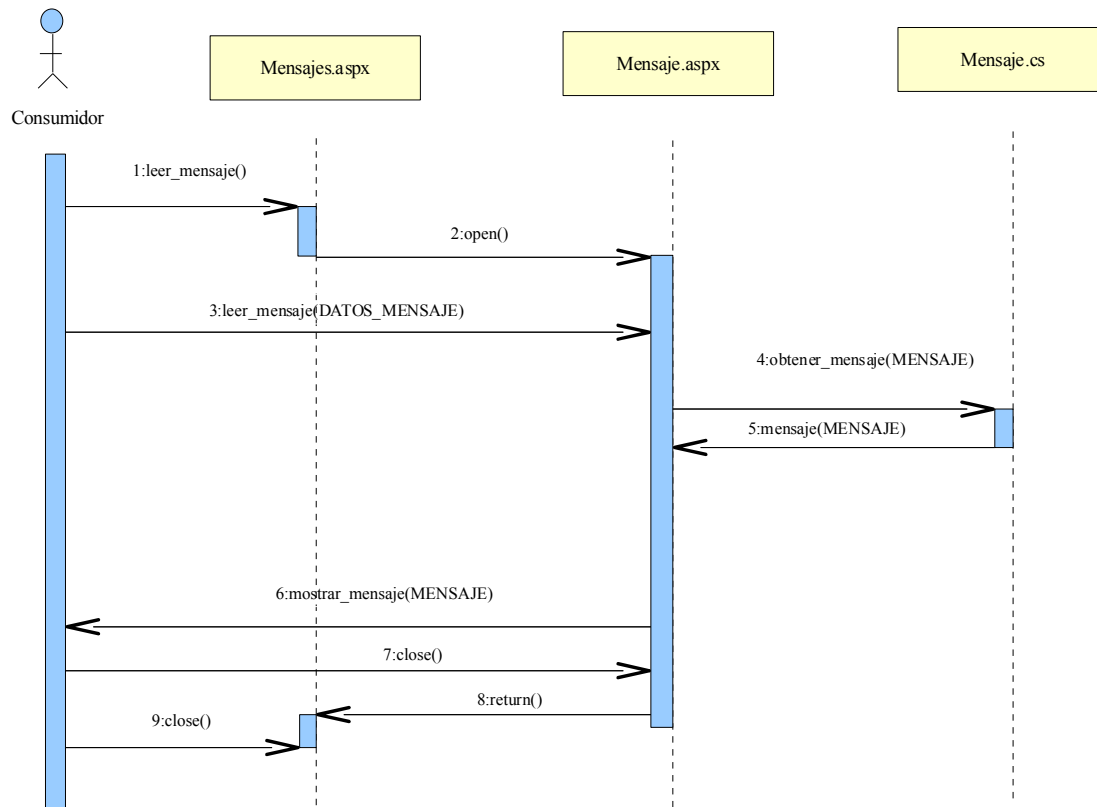 Mensajes.aspx
Mensaje.aspx
Mensaje.cs
Consumidor
1:leer_mensaje()
2:open()
3:leer_mensaje(DATOS_MENSAJE)
4:obtener_mensaje(MENSAJE)
5:mensaje(MENSAJE)
6:mostrar_mensaje(MENSAJE)
7:close()
8:return()
9:close()